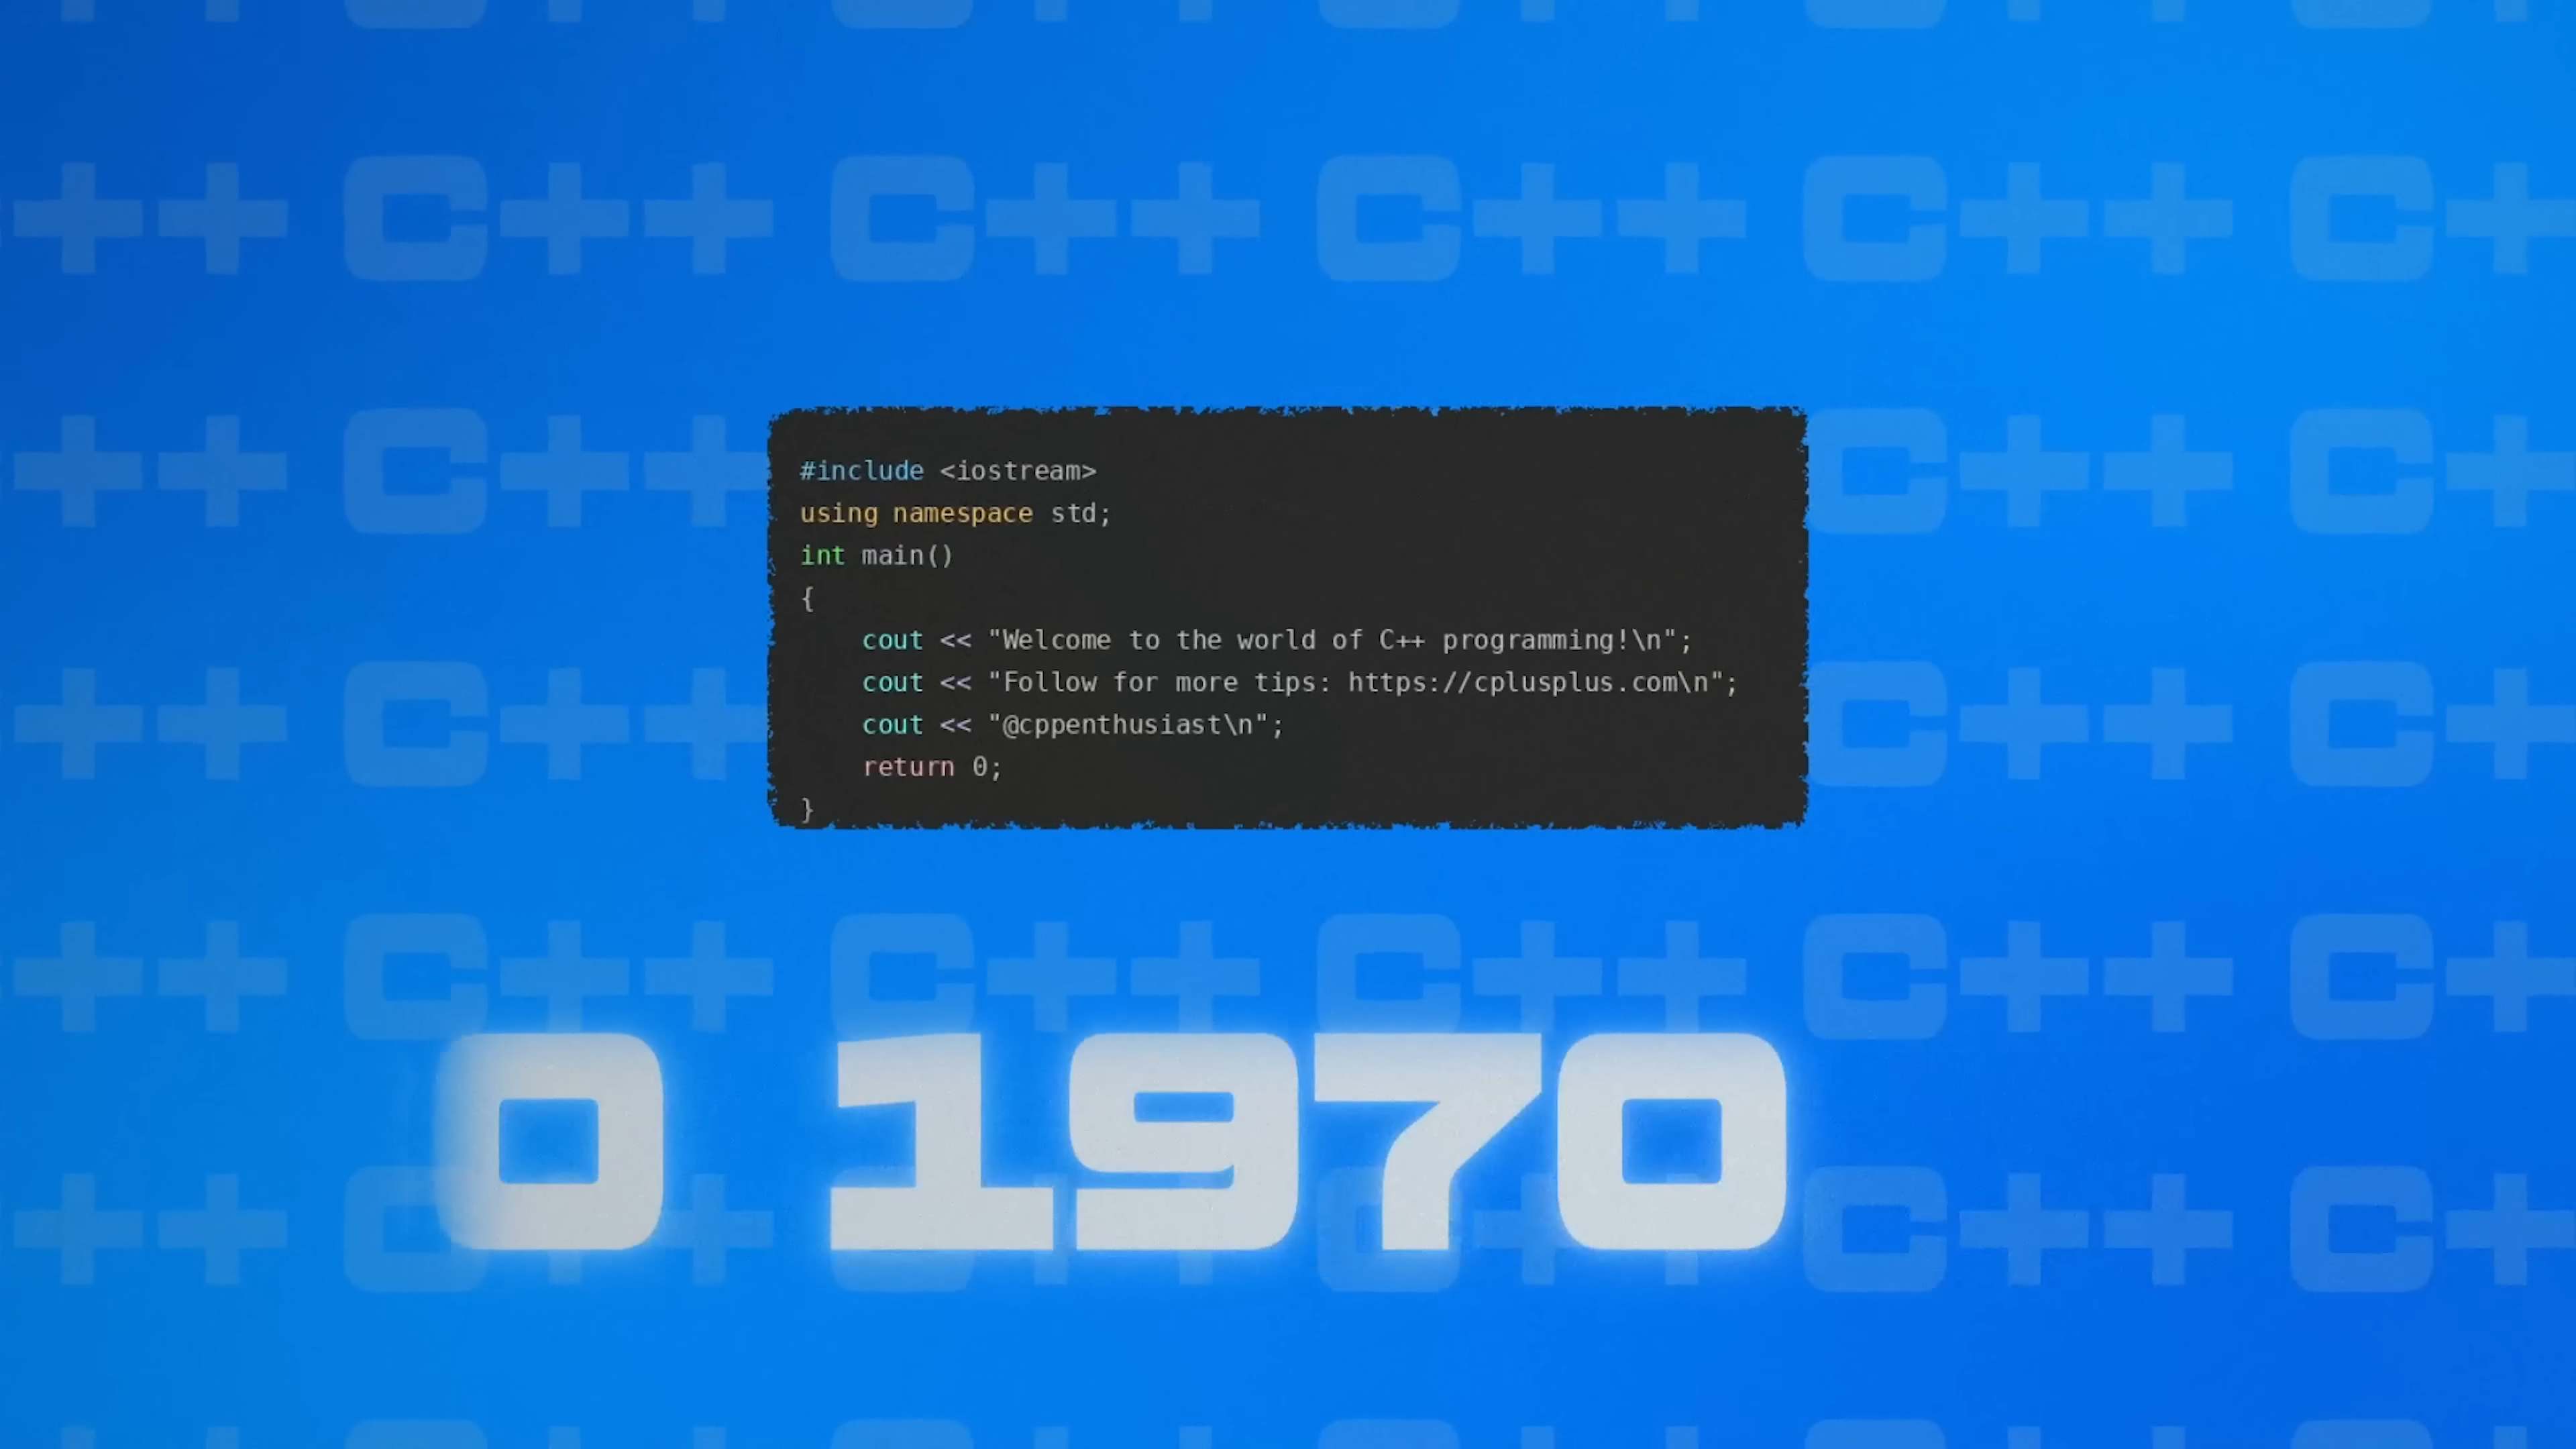 ++ C++ C++ C++ C++ C+
#include <iostream>
using namespace std;
int main()
{
    cout << "Welcome to the world of C++ programming!\n";
    cout << "Follow for more tips: https://cplusplus.com\n";
    cout << "@cppenthusiast\n";
    return 0;
}
++ C++ C++
C+
++ C++ C++
C+
++ C++ C++ C++ C++ C+
0 1970
++ C++ C+